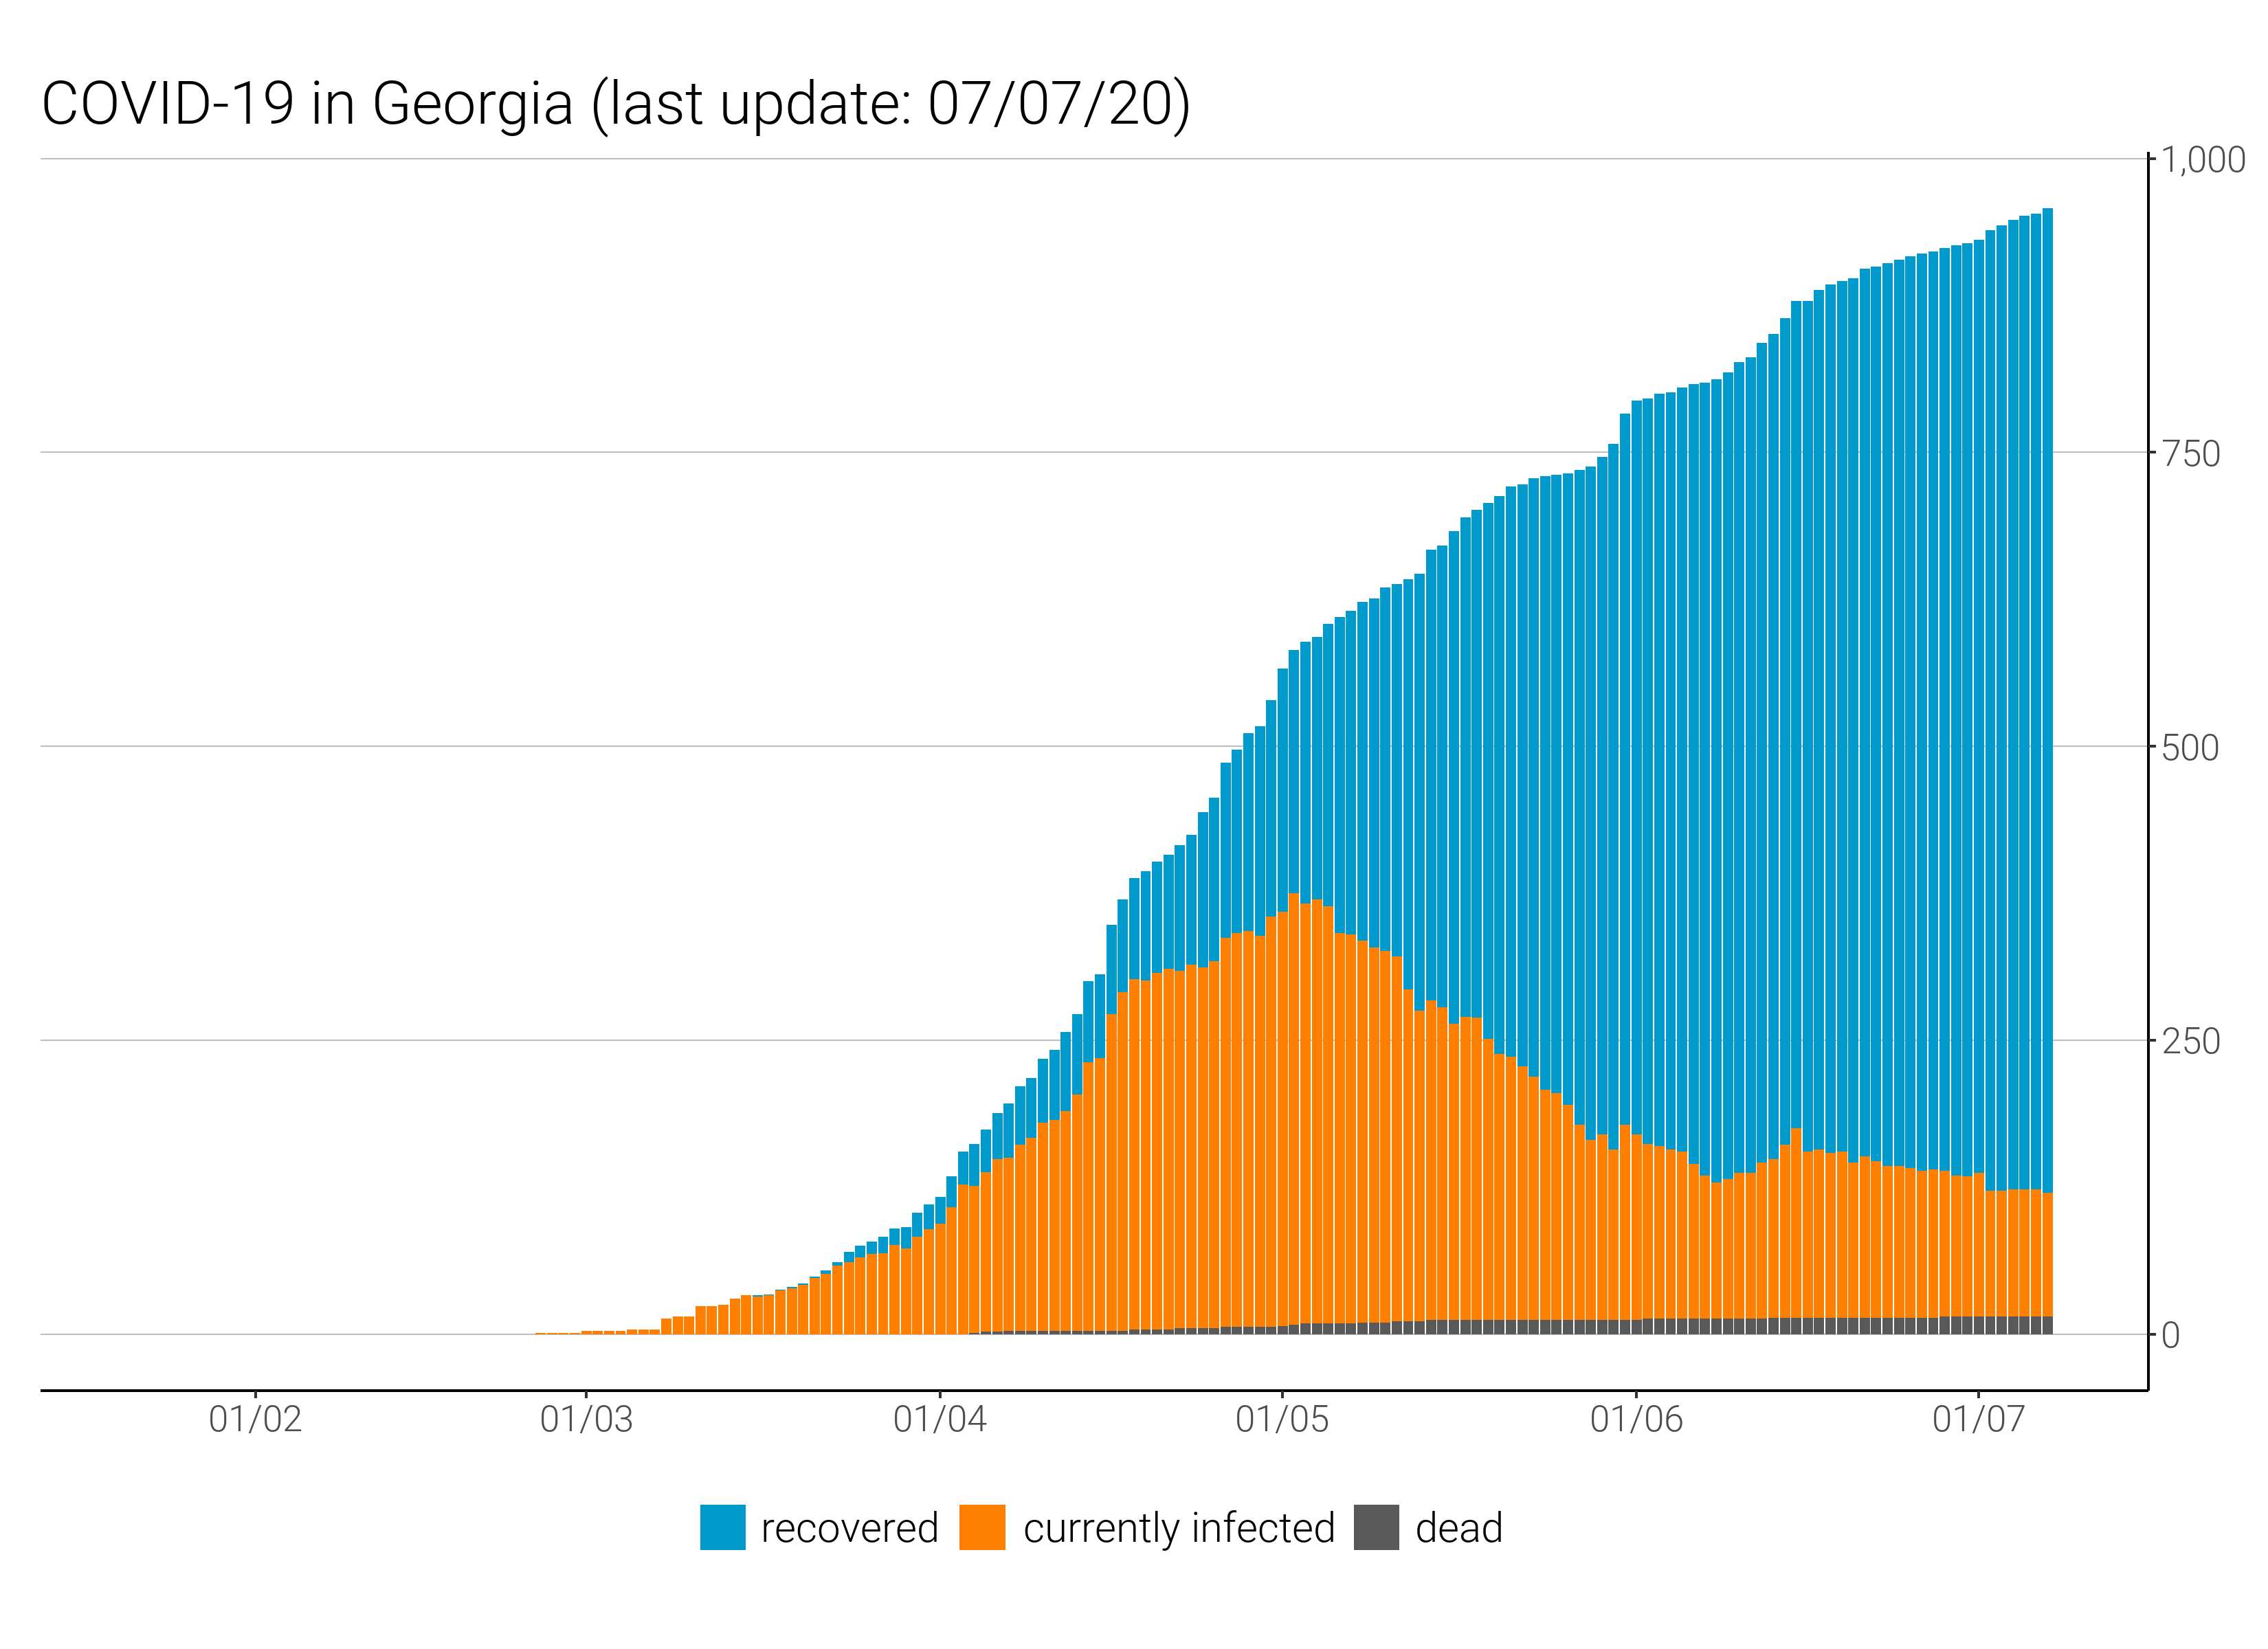 COVID-19 in Georgia (last update: 07/07/20)
1,000
750
500
250
0
01/02 01/03 01/04 01/05 01/06 01/07
recovered currently infected dead